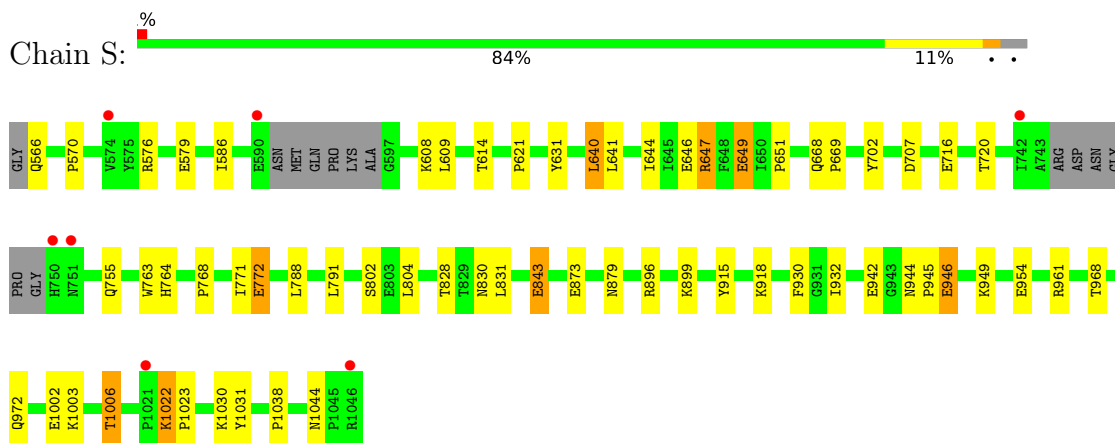 .%
Chain S:
84% 11% . .
GLY Q566 P570 V574 Y575 R576 E579 I586 E590 ASN MET GLN PRO LYS ALA G597 K608 L609 T614 P621 Y631 L640 L641 I644 I645 E646 R647 F648 E649 I650 P651 Q668 P669 Y702 D707 E716 T720 I742 A743 ARG ASP ASN GLY
PRO GLY H750 N751 Q755 W763 H764 P768 I771 E772 L788 L791 S802 E803 L804 T828 T829 N830 L831 E843 E873 N879 R896 K899 Y915 K918 F930 G931 I932 E942 G943 N944 P945 E946 K949 E954 R961 T968
Q972 E1002 K1003 T1006 P1021 K1022 P1023 K1030 Y1031 P1038 N1044 P1045 R1046